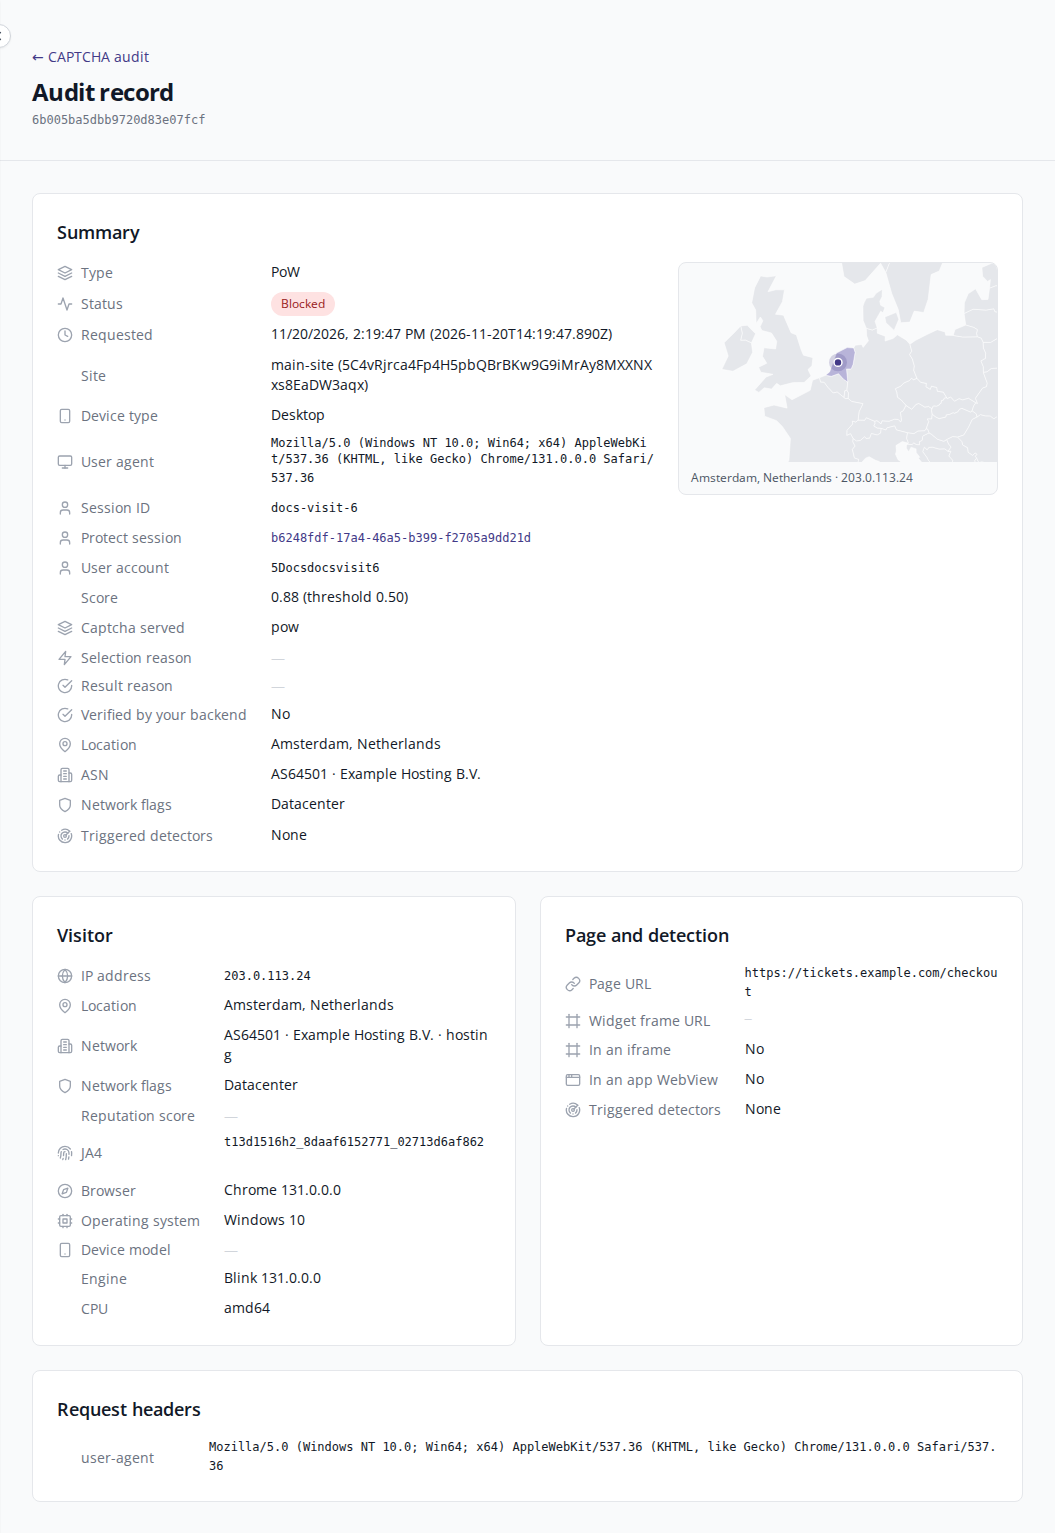 ← CAPTCHA audit
Audit record
6b005ba5dbb9720d83e07fcf
Summary
Type PoW
Status Blocked
Requested 11/20/2026, 2:19:47 PM (2026-11-20T14:19:47.890Z)
Site main-site (5C4vRjrca4Fp4H5pbQBrBKw9G9iMrAy8MXXNX
xs8EaDW3aqx)
Device type Desktop
User agent Mozilla/5.0 (Windows NT 10.0; Win64; x64) AppleWebKi
t/537.36 (KHTML, like Gecko) Chrome/131.0.0.0 Safari/
537.36
Session ID docs-visit-6
Protect session b6248fdf-17a4-46a5-b399-f2705a9dd21d
User account 5Docsdocsvisit6
Score 0.88 (threshold 0.50)
Captcha served pow
Selection reason —
Result reason —
Verified by your backend No
Location Amsterdam, Netherlands
ASN AS64501 · Example Hosting B.V.
Network flags Datacenter
Triggered detectors None
Amsterdam, Netherlands · 203.0.113.24
Visitor
IP address 203.0.113.24
Location Amsterdam, Netherlands
Network AS64501 · Example Hosting B.V. · hostin
g
Network flags Datacenter
Reputation score —
JA4 t13d1516h2_8daaf6152771_02713d6af862
Browser Chrome 131.0.0.0
Operating system Windows 10
Device model —
Engine Blink 131.0.0.0
CPU amd64
Page and detection
Page URL https://tickets.example.com/checkou
t
Widget frame URL —
In an iframe No
In an app WebView No
Triggered detectors None
Request headers
user-agent Mozilla/5.0 (Windows NT 10.0; Win64; x64) AppleWebKit/537.36 (KHTML, like Gecko) Chrome/131.0.0.0 Safari/537.
36